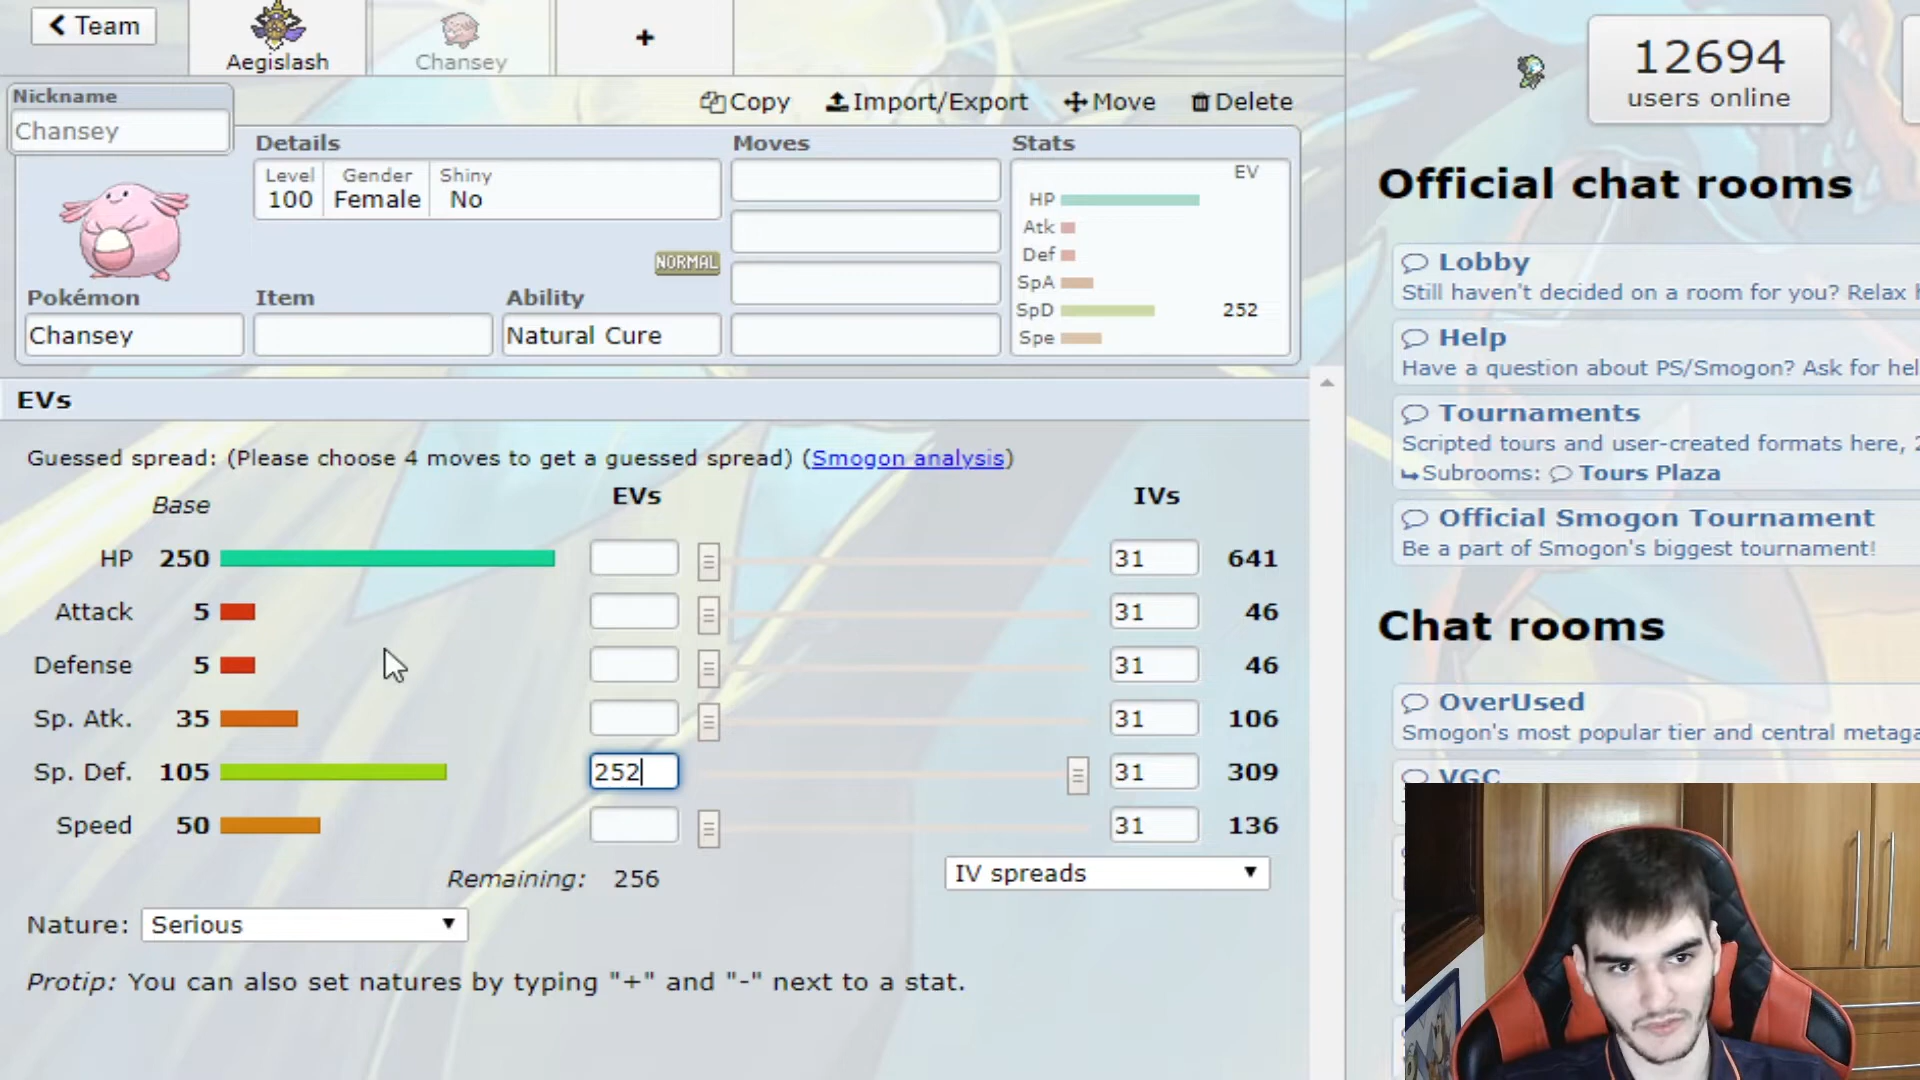 Team
Aegislash
Chansey
+
12694
users online
Nickname
Chansey
Copy
Import/Export
Move
Delete
Details
Moves
Stats
Level
100
Gender
Female
Shiny
No
EV
HP
Atk
Def
SpA
SpD 252
Spe
NORMAL
Pokémon
Chansey
Item
Ability
Natural Cure
EVs
Guessed spread: (Please choose 4 moves to get a guessed spread) (Smogon analysis)
Base EVs IVs
HP 250 31 641
Attack 5 31 46
Defense 5 31 46
Sp. Atk. 35 31 106
Sp. Def. 105 252 31 309
Speed 50 31 136
Remaining: 256
IV spreads
Nature: Serious
Protip: You can also set natures by typing "+" and "-" next to a stat.
Official chat rooms
Lobby
Still haven't decided on a room for you? Relax
Help
Have a question about PS/Smogon? Ask for hel
Tournaments
Scripted tours and user-created formats here, 2
Subrooms: Tours Plaza
Official Smogon Tournament
Be a part of Smogon's biggest tournament!
Chat rooms
OverUsed
Smogon's most popular tier and central metaga
VGC